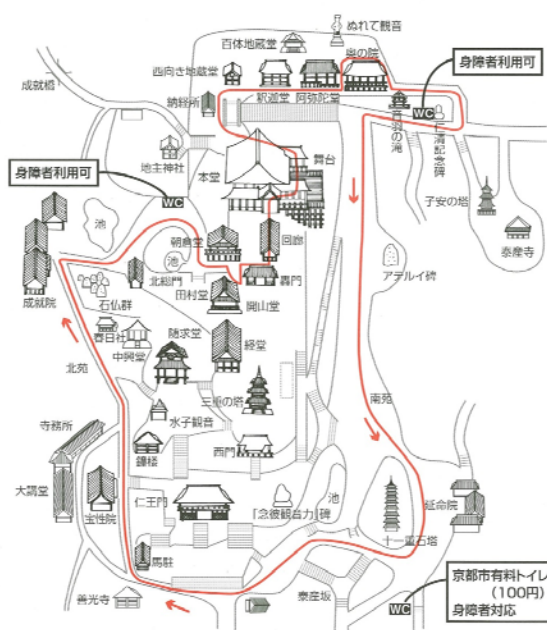 ぬれて観音
百体地蔵堂
奥の院
西向き地蔵堂
身障者利用可
成就橋
納経所
釈迦堂
阿弥陀堂
WC
音羽の滝
仁清記念碑
地主神社
舞台
本堂
身障者利用可
WC
子安の塔
泰産寺
池
朝倉堂
回廊
池
北総門
轟門
アテルイ碑
成就院
田村堂
開山堂
石仏群
春日社
中興堂
随求堂
経堂
北苑
三重の塔
南苑
水子観音
寺務所
鐘楼
西門
大講堂
仁王門
宝性院
「念彼観音力」碑
池
延命院
十一重石塔
馬駐
京都市有料トイレ
(100円)
身障者対応
善光寺
泰産坂
WC